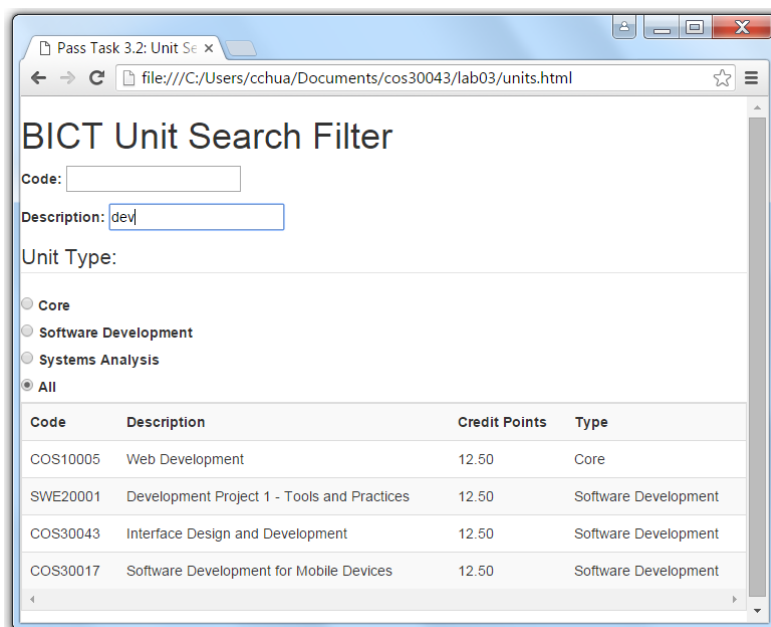 Pass Task 3.2: Unit Se
file:///C:/Users/cchua/Documents/cos30043/lab03/units.html
BICT Unit Search Filter
Code:
Description: dev
Unit Type:
Core
Software Development
Systems Analysis
All
Code Description Credit Points Type
COS10005 Web Development 12.50 Core
SWE20001 Development Project 1 - Tools and Practices 12.50 Software Development
COS30043 Interface Design and Development 12.50 Software Development
COS30017 Software Development for Mobile Devices 12.50 Software Development